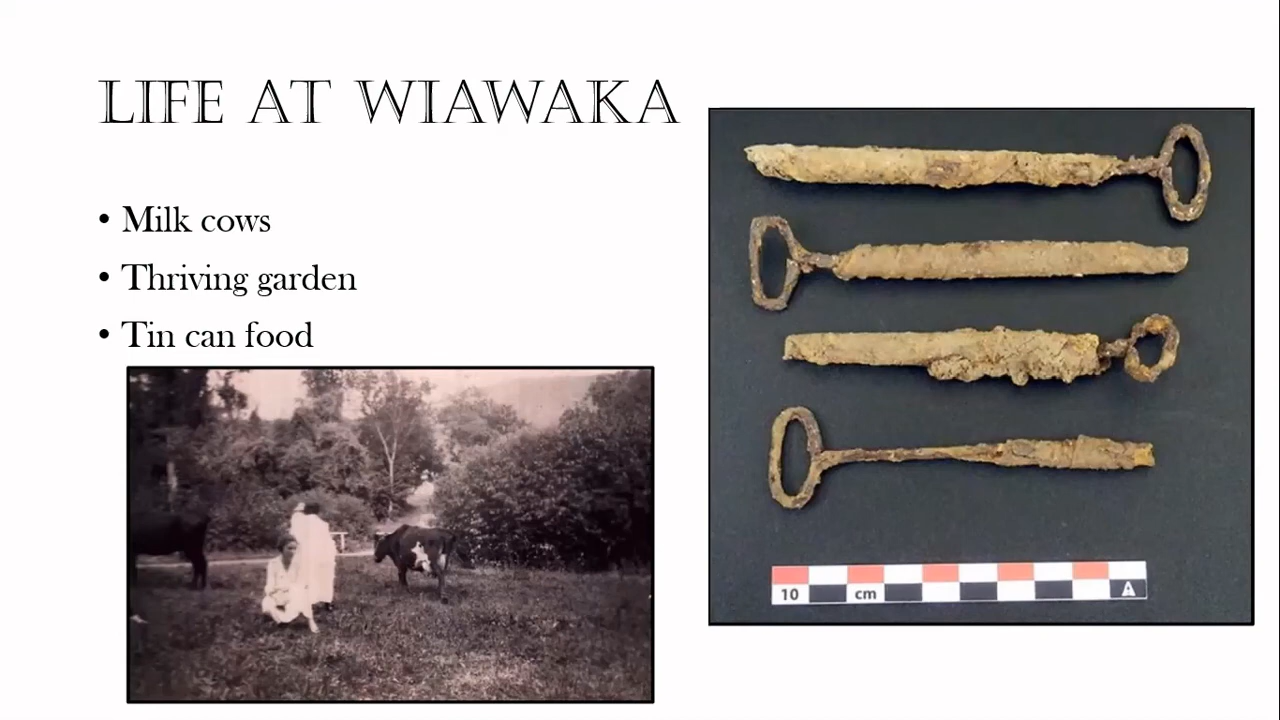 LIFE AT WIAWAKA
• Milk cows
• Thriving garden
• Tin can food
10 cm A